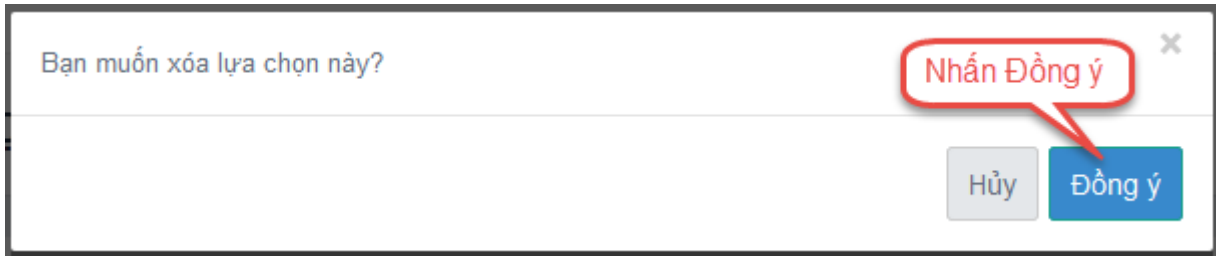 Bạn muốn xóa lựa chọn này?
×
Nhấn Đồng ý
Hủy
Đồng ý